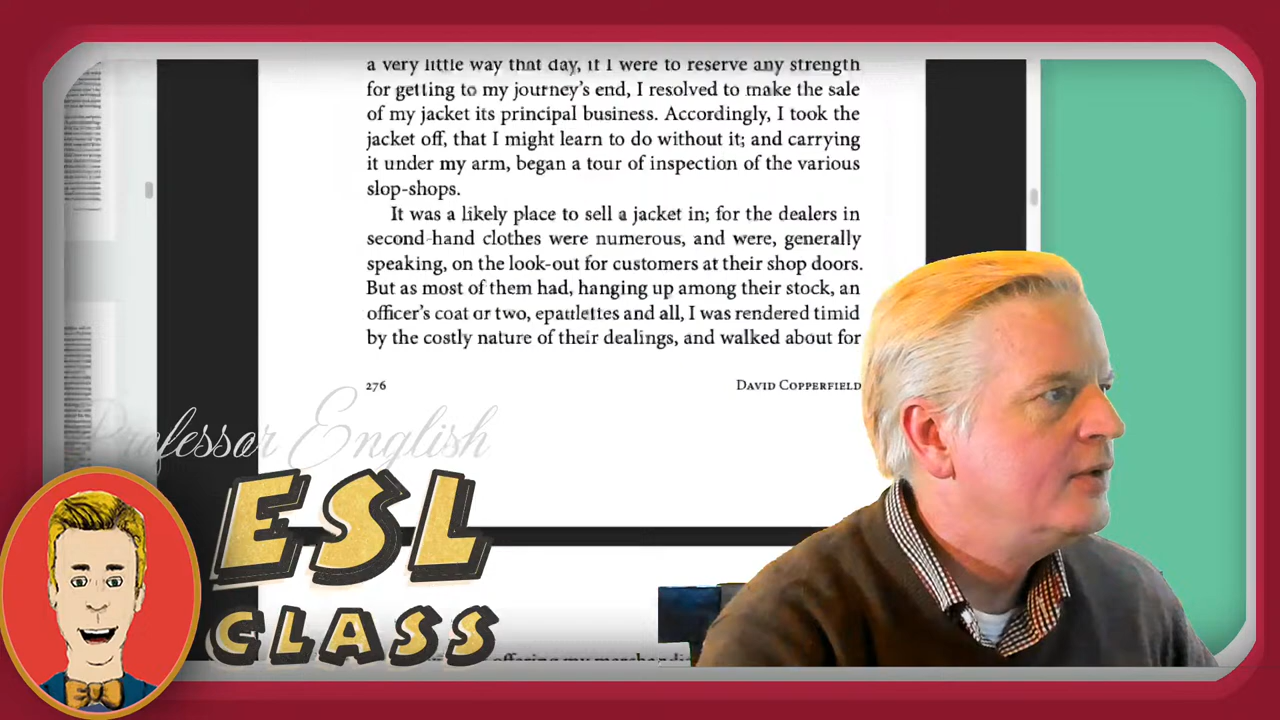 a very little way that day, if I were to reserve any strength
for getting to my journey's end, I resolved to make the sale
of my jacket its principal business. Accordingly, I took the
jacket off, that I might learn to do without it; and carrying
it under my arm, began a tour of inspection of the various
slop-shops.
It was a likely place to sell a jacket in; for the dealers in
second-hand clothes were numerous, and were, generally
speaking, on the look-out for customers at their shop doors.
But as most of them had, hanging up among their stock, an
officer's coat or two, epaulettes and all, I was rendered timid
by the costly nature of their dealings, and walked about for
276 David Copperfield
Professor English
ESL
CLASS
offering my